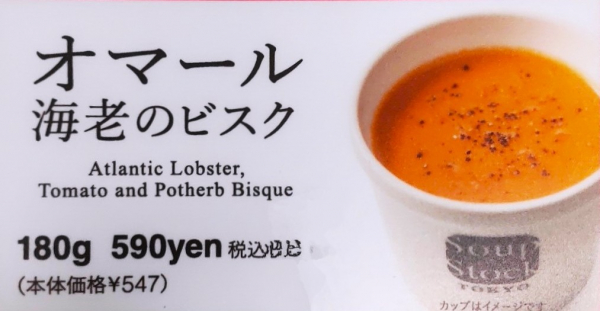 オマール
海老のビスク
Atlantic Lobster,
Tomato and Potherb Bisque
180g 590yen 税込
(本体価格¥547)
Soup
Stock
TOKYO
カップはイメージです